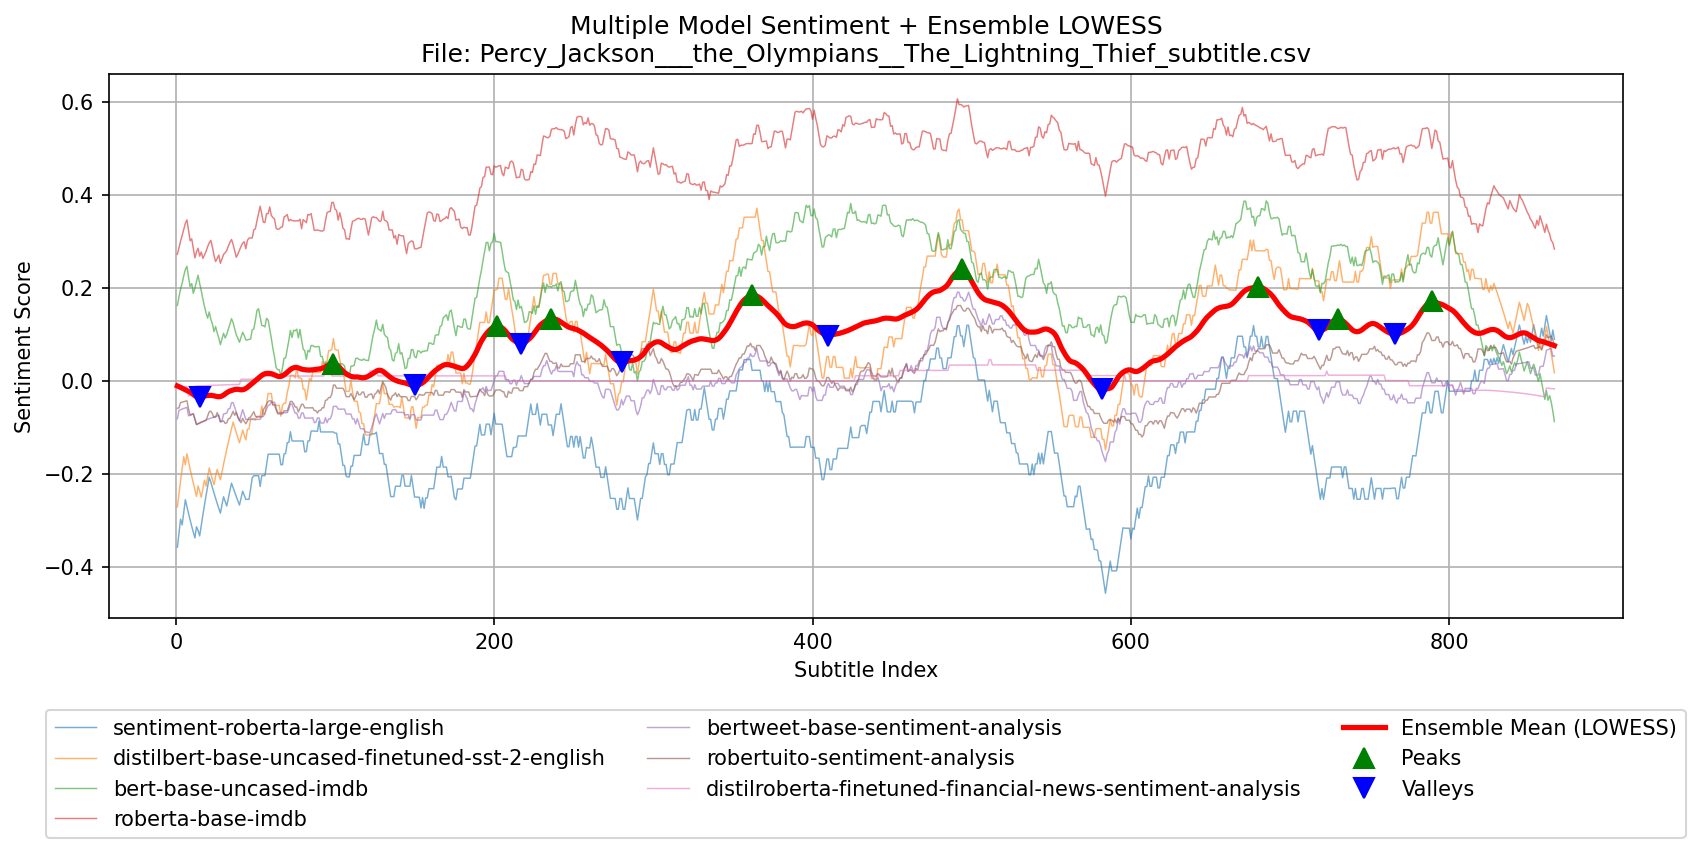 Multiple Model Sentiment + Ensemble LOWESS
File: Percy_Jackson___the_Olympians__The_Lightning_Thief_subtitle.csv
Sentiment Score
0.6
0.4
0.2
0.0
−0.2
−0.4
0
200
400
600
800
Subtitle Index
sentiment-roberta-large-english
distilbert-base-uncased-finetuned-sst-2-english
bert-base-uncased-imdb
roberta-base-imdb
bertweet-base-sentiment-analysis
robertuito-sentiment-analysis
distilroberta-finetuned-financial-news-sentiment-analysis
Ensemble Mean (LOWESS)
Peaks
Valleys